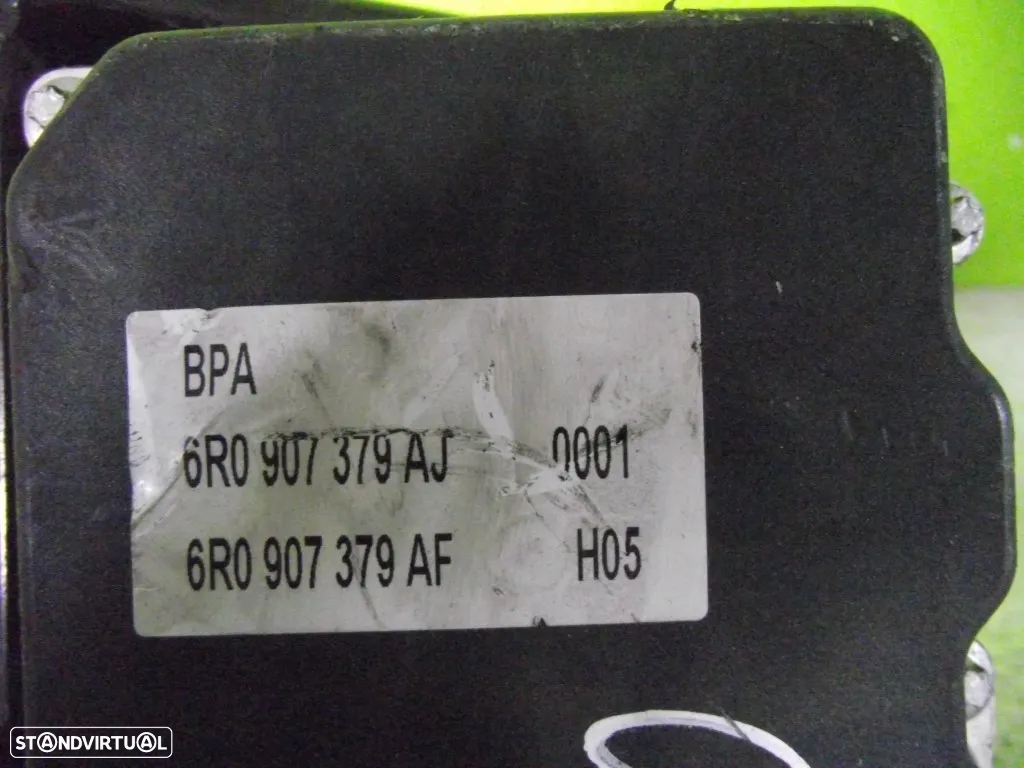 BPA
6R0 907 379 AJ 0001
6R0 907 379 AF H05
STANDVIRTUAL